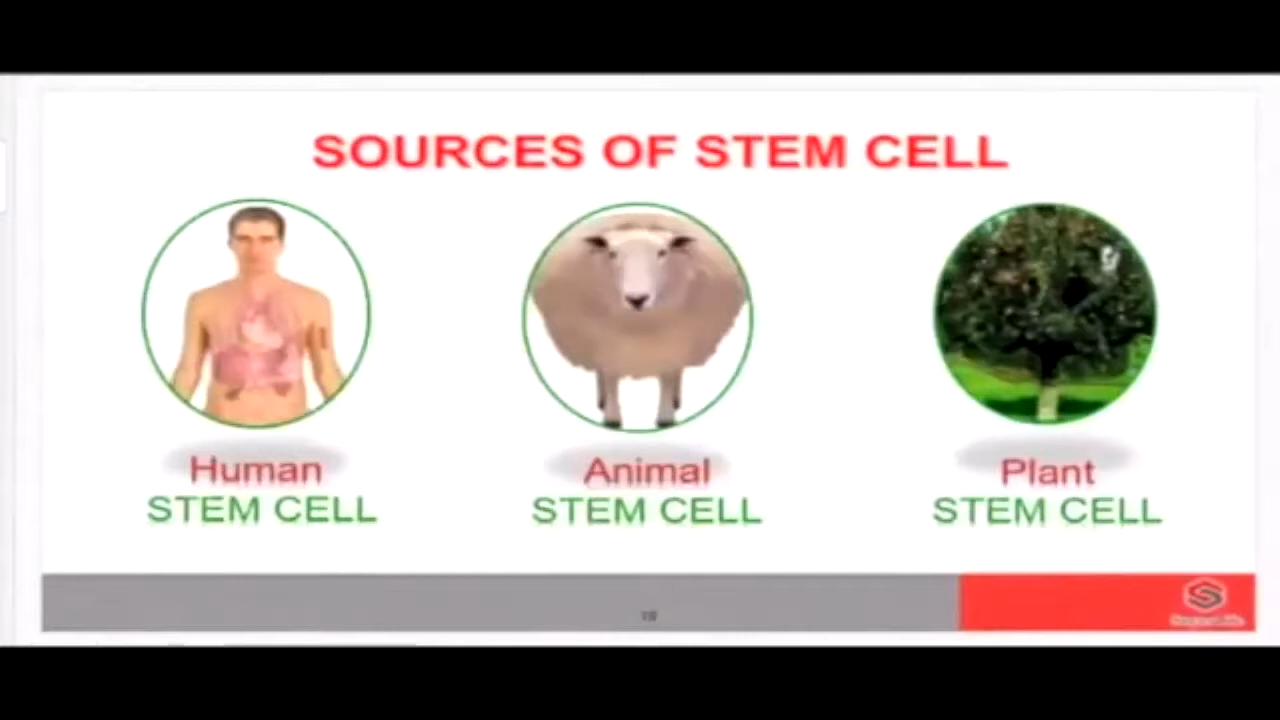 SOURCES OF STEM CELL
Human
STEM CELL
Animal
STEM CELL
Plant
STEM CELL